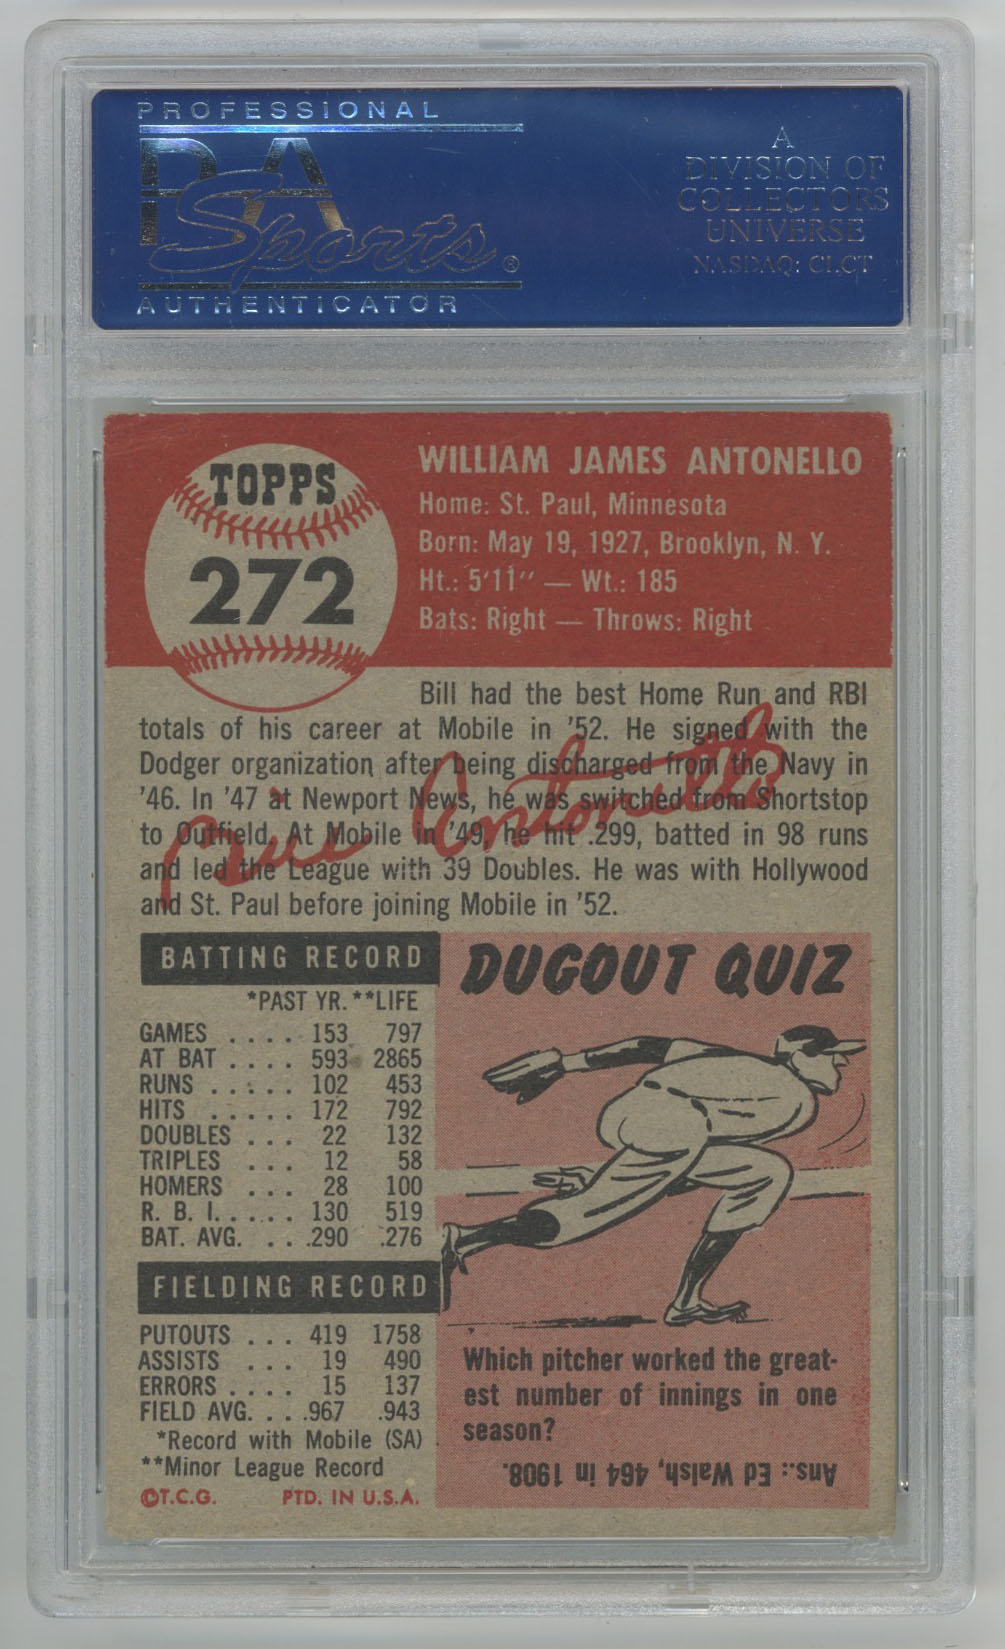 PROFESSIONAL
PSA
Sports®
AUTHENTICATOR
A
DIVISION OF
COLLECTORS
UNIVERSE
NASDAQ: CLCT
TOPPS
272
WILLIAM JAMES ANTONELLO
Home: St. Paul, Minnesota
Born: May 19, 1927, Brooklyn, N. Y.
Ht.: 5'11" — Wt.: 185
Bats: Right — Throws: Right
Bill had the best Home Run and RBI
totals of his career at Mobile in '52. He signed with the
Dodger organization after being discharged from the Navy in
'46. In '47 at Newport News, he was switched from Shortstop
to Outfield. At Mobile in '49, he hit .299, batted in 98 runs
and led the League with 39 Doubles. He was with Hollywood
and St. Paul before joining Mobile in '52.
Bill Antonello
BATTING RECORD
*PAST YR. **LIFE
GAMES . . . . 153 797
AT BAT . . . . 593 2865
RUNS . . . . . 102 453
HITS . . . . . 172 792
DOUBLES . . . 22 132
TRIPLES . . . 12 58
HOMERS . . . 28 100
R. B. I. . . . . 130 519
BAT. AVG. . . .290 .276
FIELDING RECORD
PUTOUTS . . . 419 1758
ASSISTS . . . 19 490
ERRORS . . . . 15 137
FIELD AVG. . . .967 .943
*Record with Mobile (SA)
**Minor League Record
©T.C.G. PTD. IN U.S.A.
DUGOUT QUIZ
Which pitcher worked the great-
est number of innings in one
season?
Ans.: Ed Walsh, 464 in 1908.